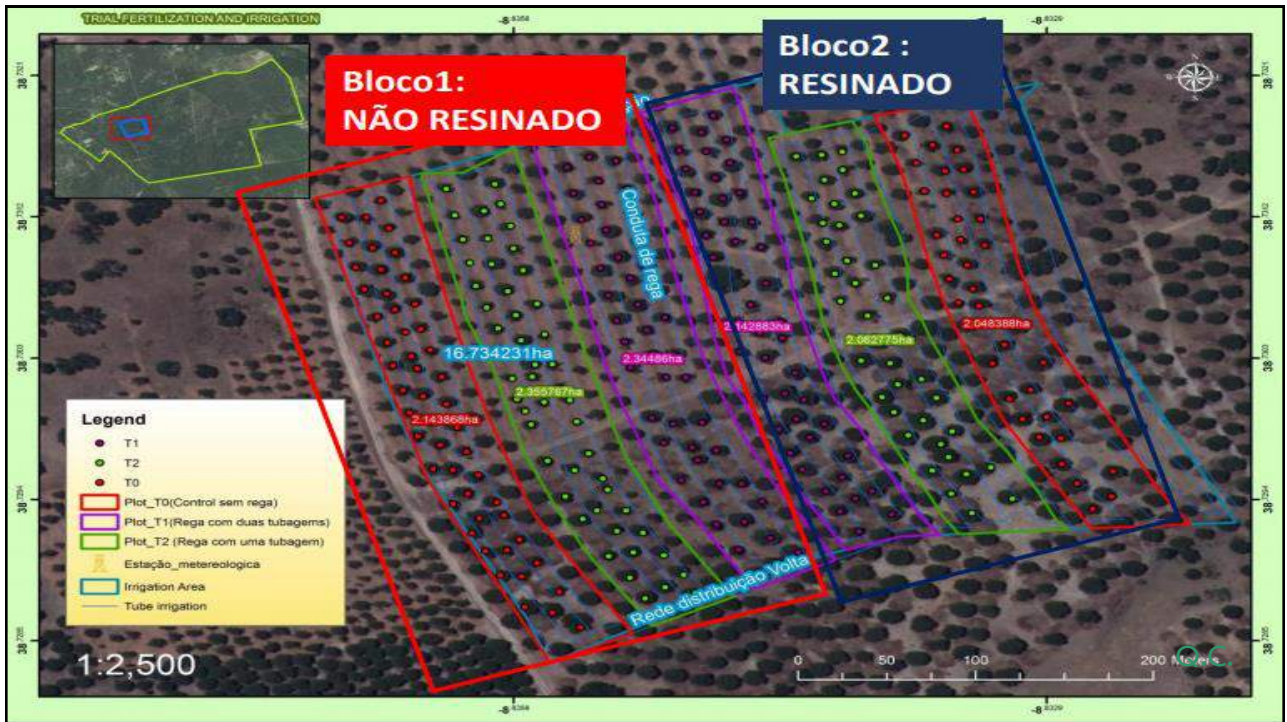 TRIAL FERTILIZATION AND IRRIGATION
Bloco1:
NÃO RESINADO
Bloco2 :
RESINADO
Conduta de rega
2.142883ha
2.048388ha
2.062775ha
16.734231ha
2.34486ha
2.355767ha
2.143868ha
Legend
T1
T2
T0
Plot_T0(Control sem rega)
Plot_T1(Rega com duas tubagems)
Plot_T2 (Rega com uma tubagem)
Estação_metereologica
Irrigation Area
Tube irrigation
Rede distribuição Volta
1:2,500
0 50 100 200 Meters